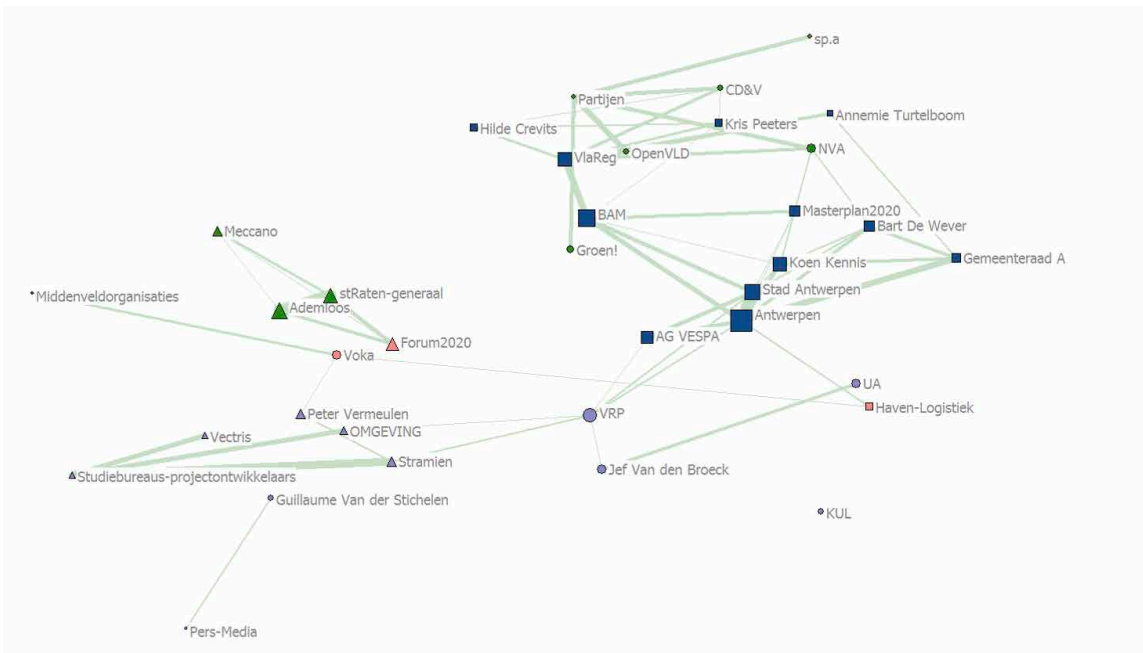 sp.a
CD&V
Partijen
Annemie Turtelboom
Kris Peeters
Hilde Crevits
NVA
OpenVLD
VlaReg
Masterplan2020
BAM
Bart De Wever
Meccano
Groen!
Gemeenteraad A
Koen Kennis
Stad Antwerpen
stRaten-generaal
Middenveldorganisaties
Ademloos
Antwerpen
AG VESPA
Forum2020
Voka
UA
Haven-Logistiek
Peter Vermeulen
VRP
OMGEVING
Vectris
Stramien
Jef Van den Broeck
Studiebureaus-projectontwikkelaars
Guillaume Van der Stichelen
KUL
Pers-Media